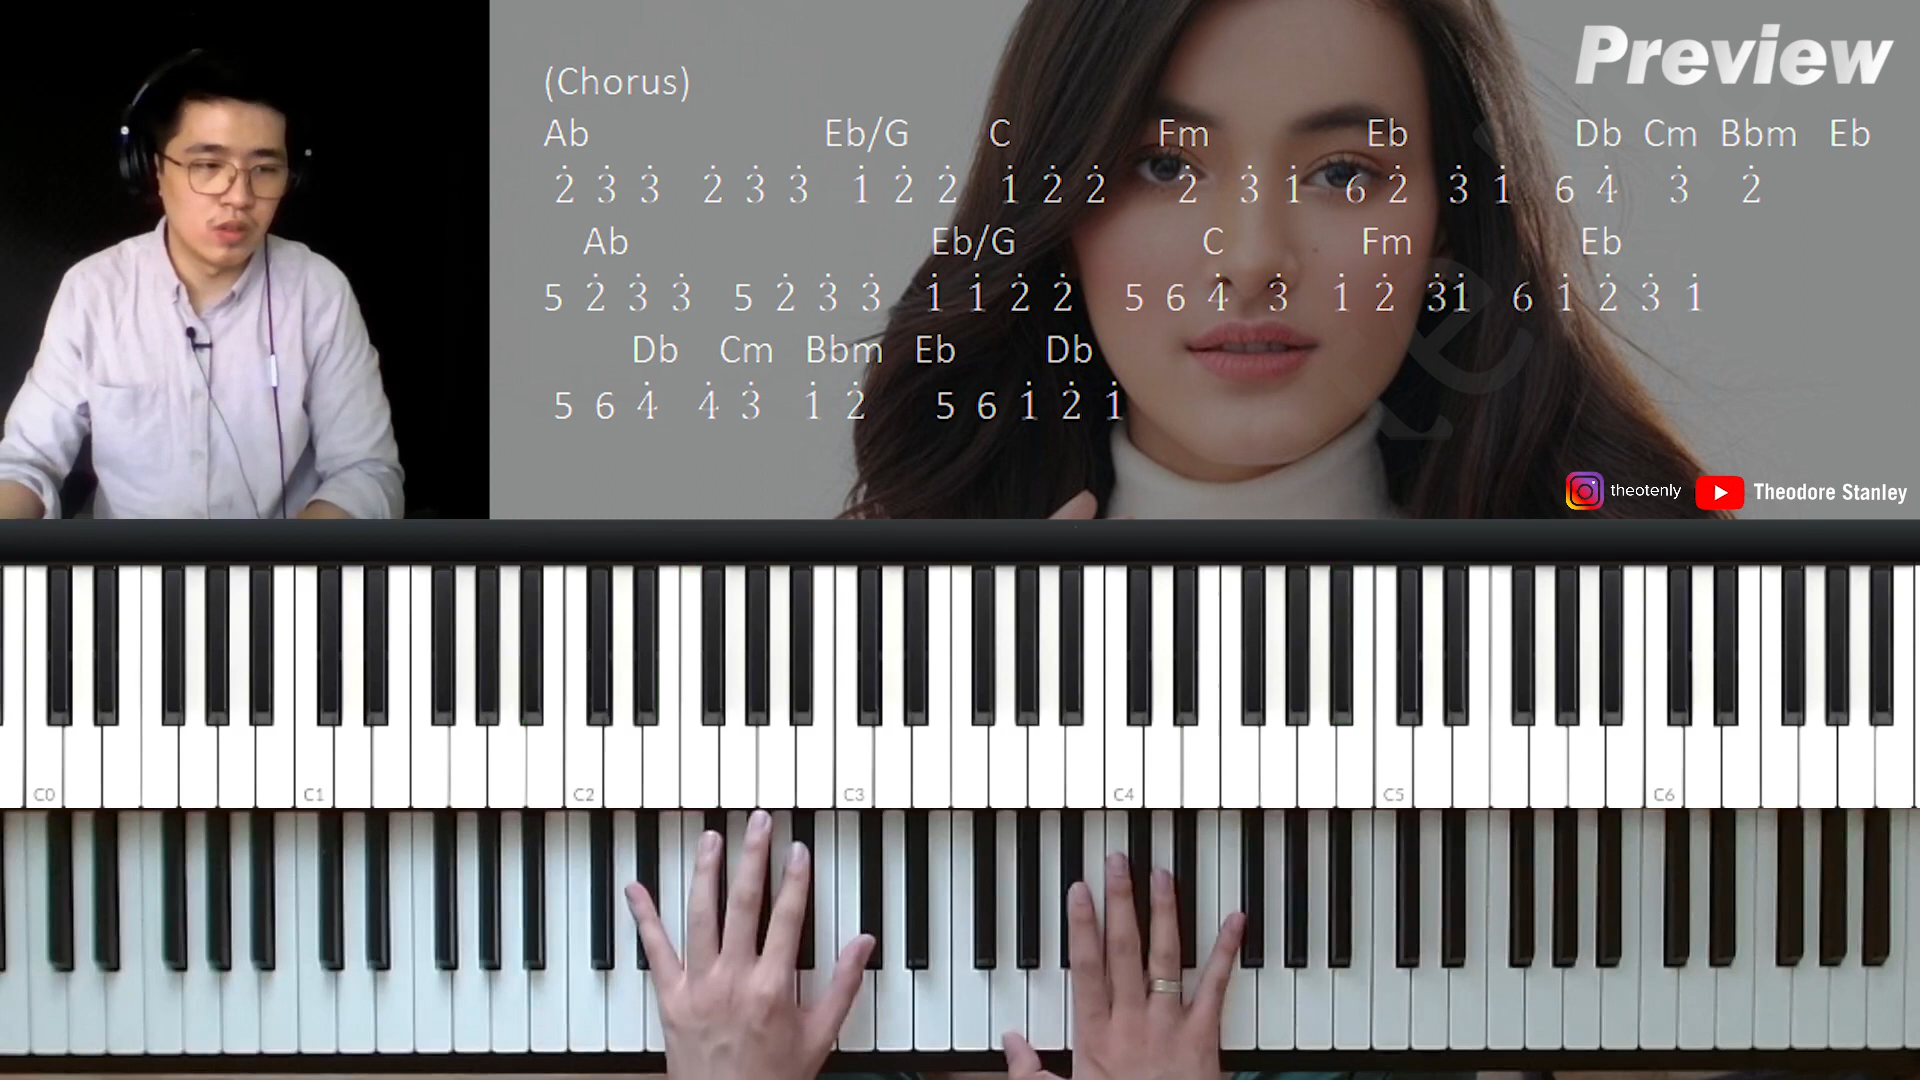 Preview
(Chorus)
Ab Eb/G C Fm Eb Db Cm Bbm Eb
2̇ 3̇ 3̇ 2̇ 3̇ 3̇ 1̇ 2̇ 2̇ 1̇ 2̇ 2̇ 2̇ 3̇ 1̇ 6 2̇ 3̇ 1̇ 6 4̇ 3̇ 2̇
Ab Eb/G C Fm Eb
5 2̇ 3̇ 3̇ 5 2̇ 3̇ 3̇ 1̇ 1̇ 2̇ 2̇ 5 6 4̇ 3̇ 1̇ 2̇ 3̇1̇ 6 1̇ 2̇ 3̇ 1̇
Db Cm Bbm Eb Db
5 6 4̇ 4̇ 3̇ 1̇ 2̇ 5 6 1̇ 2̇ 1̇
theotenly Theodore Stanley
C0 C1 C2 C3 C4 C5 C6